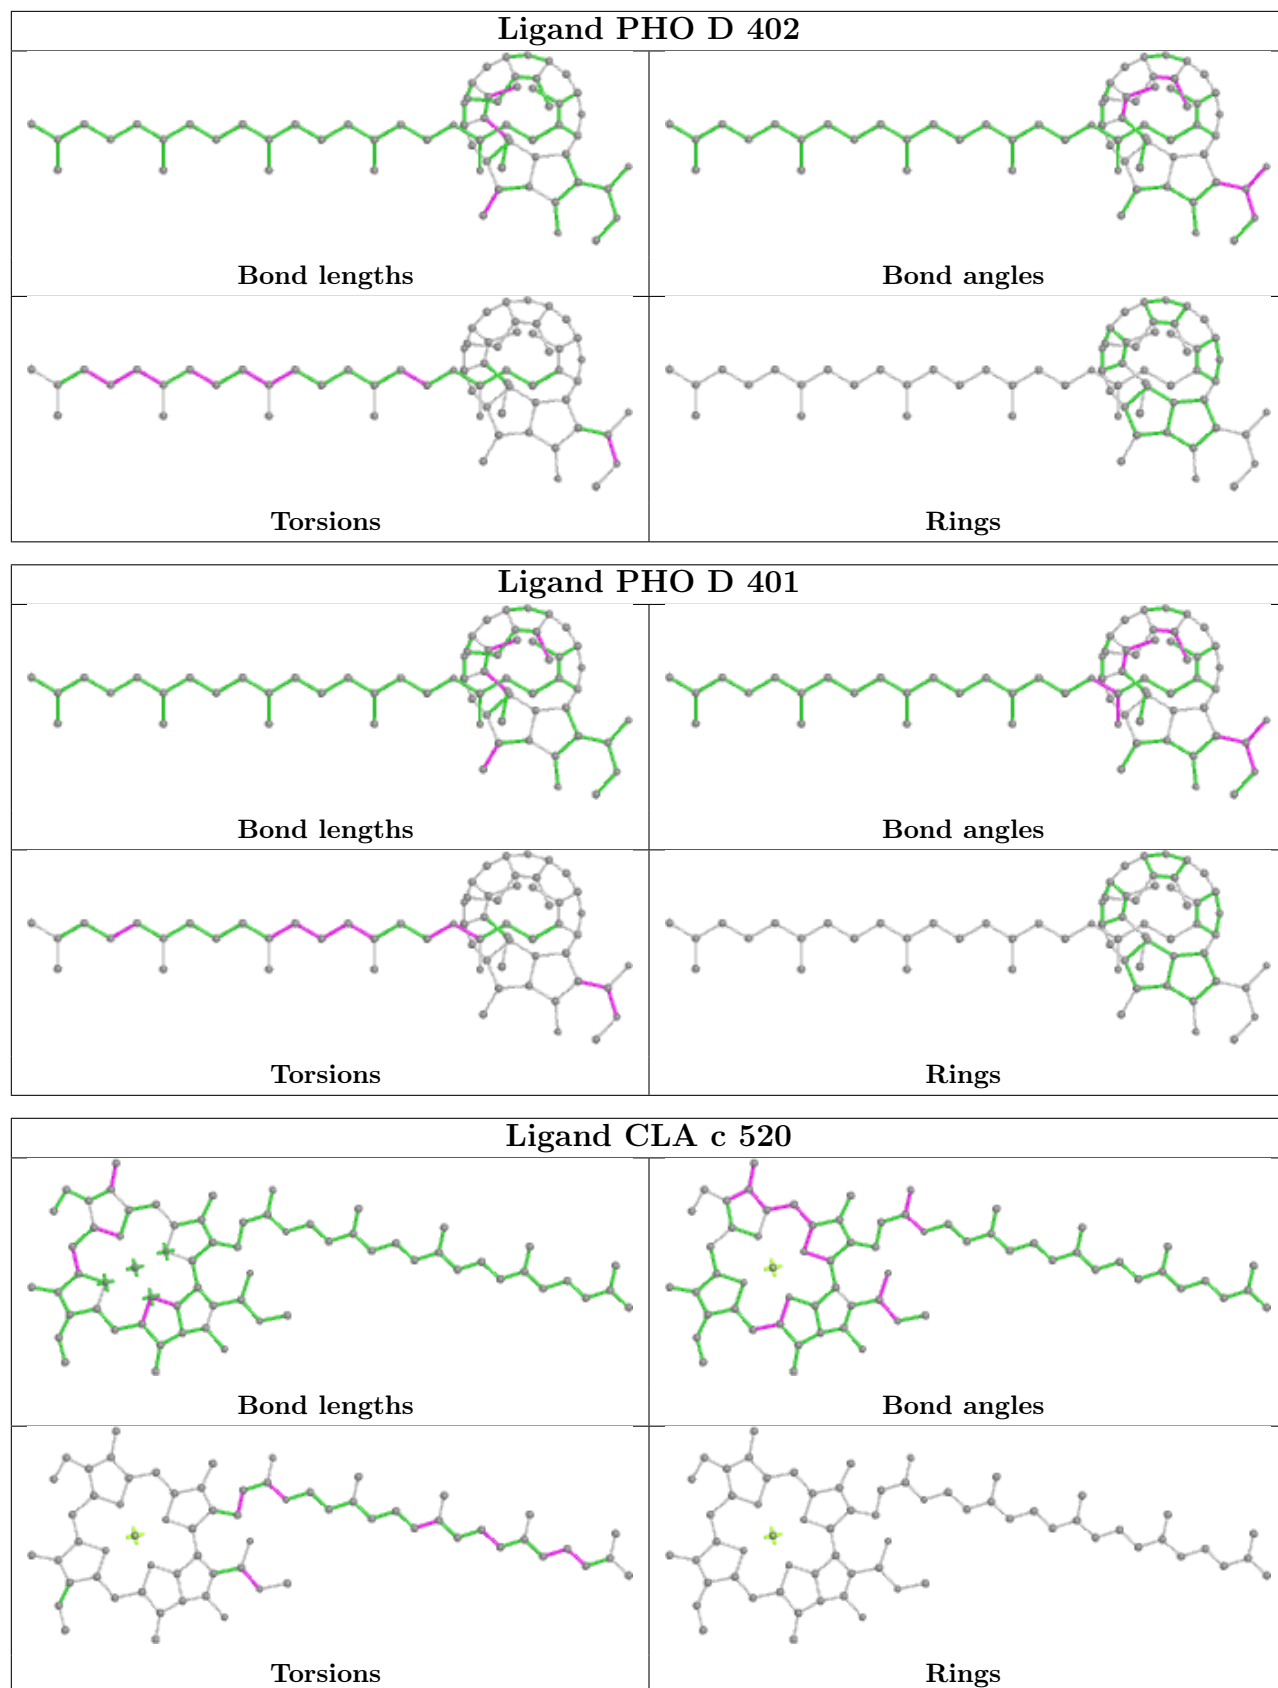 Ligand PHO D 402
Bond lengths
Bond angles
Torsions
Rings
Ligand PHO D 401
Bond lengths
Bond angles
Torsions
Rings
Ligand CLA c 520
Bond lengths
Bond angles
Torsions
Rings